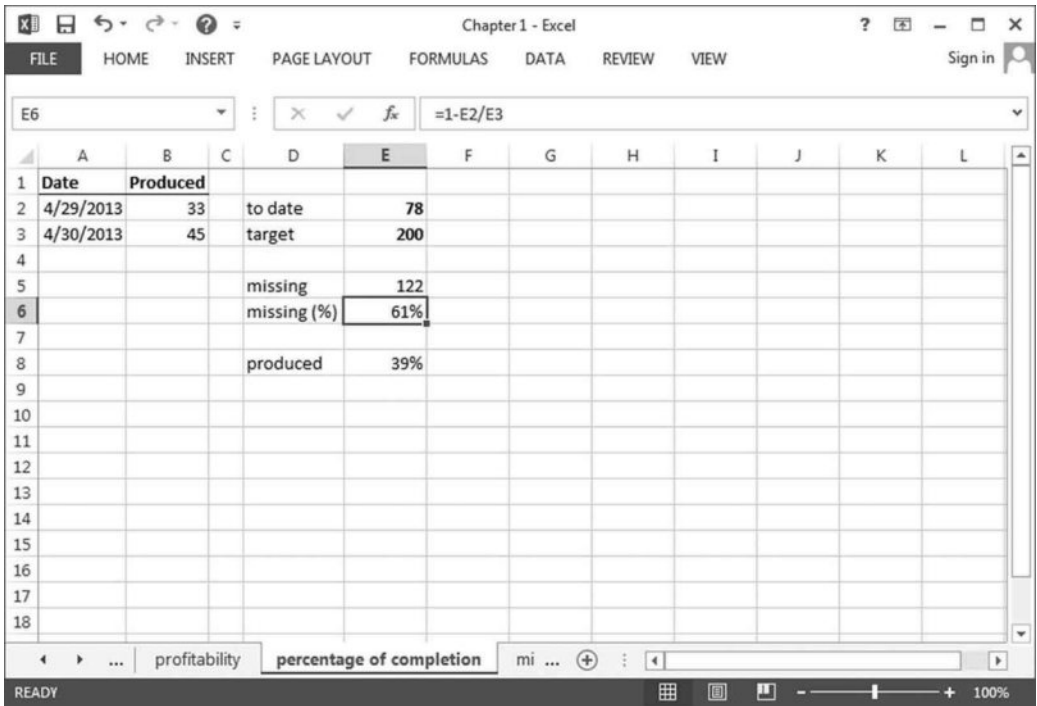 Chapter 1 - Excel
FILE HOME INSERT PAGE LAYOUT FORMULAS DATA REVIEW VIEW Sign in
E6 fx =1-E2/E3
A B C D E F G H I J K L
1 Date Produced
2 4/29/2013 33 to date 78
3 4/30/2013 45 target 200
4
5 missing 122
6 missing (%) 61%
7
8 produced 39%
9
10
11
12
13
14
15
16
17
18
... profitability percentage of completion mi ...
READY 100%